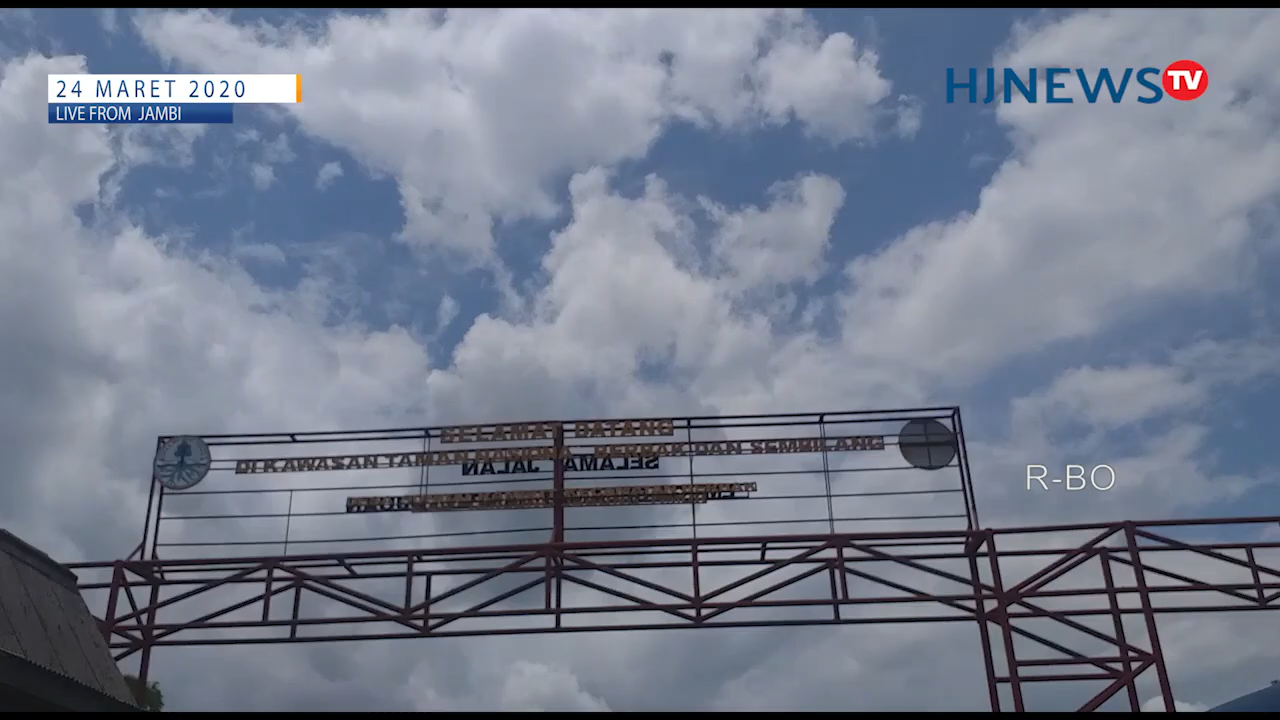 24 MARET 2020
LIVE FROM JAMBI
HJNEWS TV
SELAMAT DATANG
DI KAWASAN TAMAN NASIONAL BERBAK DAN SEMBILANG
SELAMAT JALAN
R-BO